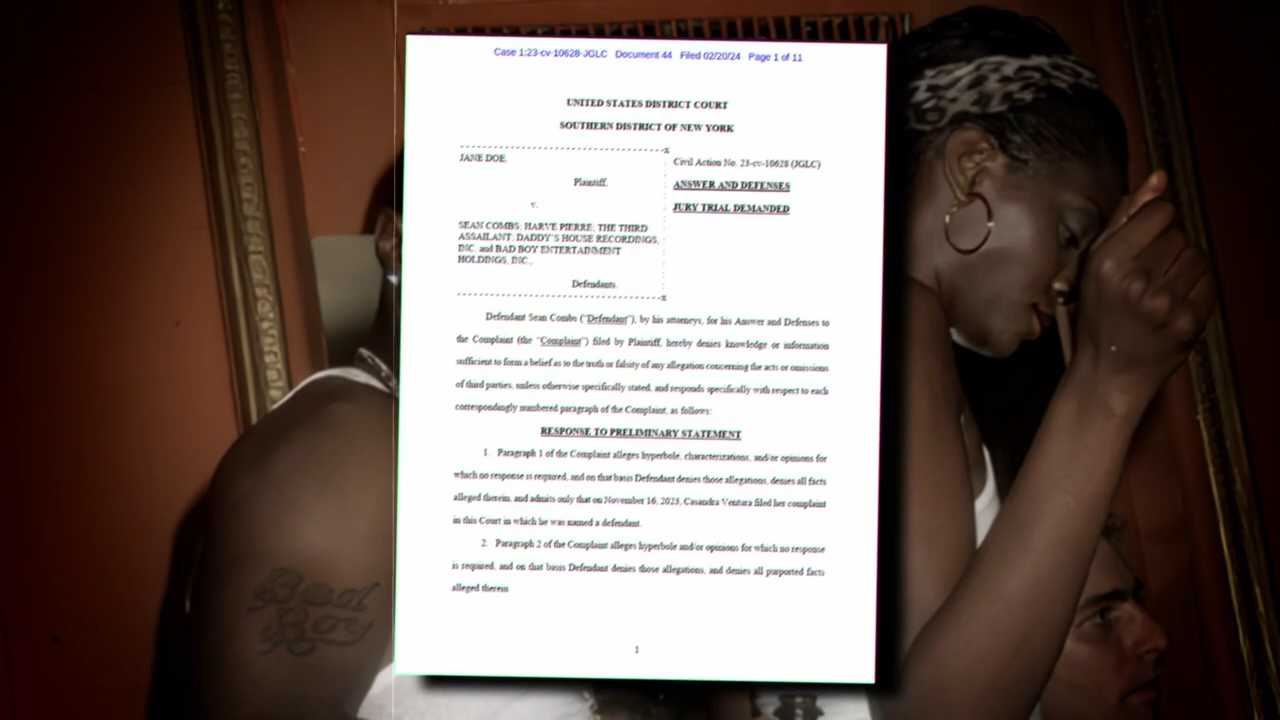 Case 1:23-cv-10628-JGLC Document 44 Filed 02/20/24 Page 1 of 11
UNITED STATES DISTRICT COURT
SOUTHERN DISTRICT OF NEW YORK
-----------------------------------x
JANE DOE,
Plaintiff,
v.
SEAN COMBS, HARVE PIERRE, THE THIRD
ASSAILANT, DADDY'S HOUSE RECORDINGS,
INC. and BAD BOY ENTERTAINMENT
HOLDINGS, INC.,
Defendants.
-----------------------------------x
Civil Action No. 23-cv-10628 (JGLC)
ANSWER AND DEFENSES
JURY TRIAL DEMANDED
Defendant Sean Combs ("Defendant"), by his attorneys, for his Answer and Defenses to
the Complaint (the "Complaint") filed by Plaintiff, hereby denies knowledge or information
sufficient to form a belief as to the truth or falsity of any allegation concerning the acts or omissions
of third parties, unless otherwise specifically stated, and responds specifically with respect to each
correspondingly numbered paragraph of the Complaint, as follows:
RESPONSE TO PRELIMINARY STATEMENT
1. Paragraph 1 of the Complaint alleges hyperbole, characterizations, and/or opinions for
which no response is required, and on that basis Defendant denies those allegations, denies all facts
alleged therein, and admits only that on November 16, 2023, Casandra Ventura filed her complaint
in this Court in which he was named a defendant.
2. Paragraph 2 of the Complaint alleges hyperbole and/or opinions for which no response
is required, and on that basis Defendant denies those allegations, and denies all purported facts
alleged therein
1
Bad
Boy